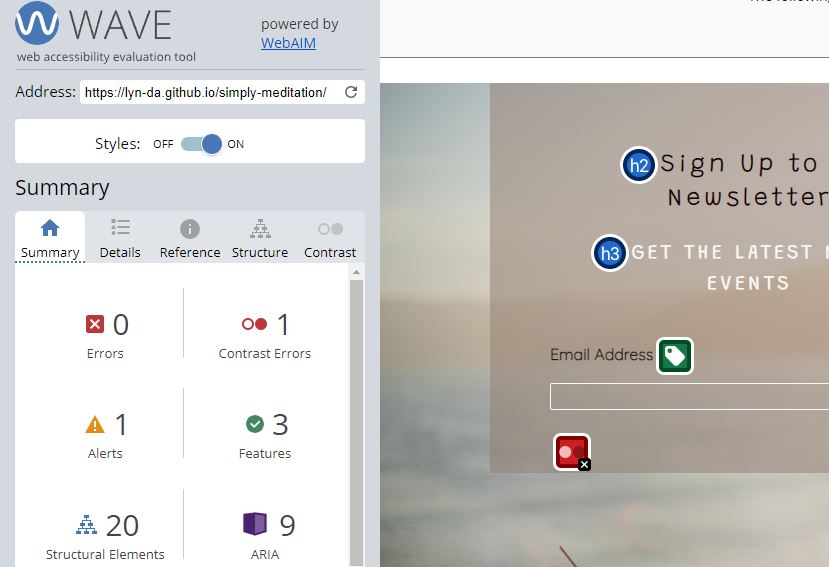 WAVE
web accessibility evaluation tool
powered by
WebAIM
Address: https://lyn-da.github.io/simply-meditation/
Styles: OFF ON
Summary
Summary Details Reference Structure Contrast
0
Errors
1
Contrast Errors
1
Alerts
3
Features
20
Structural Elements
9
ARIA
h2 Sign Up to
Newsletter
h3 GET THE LATEST
EVENTS
Email Address